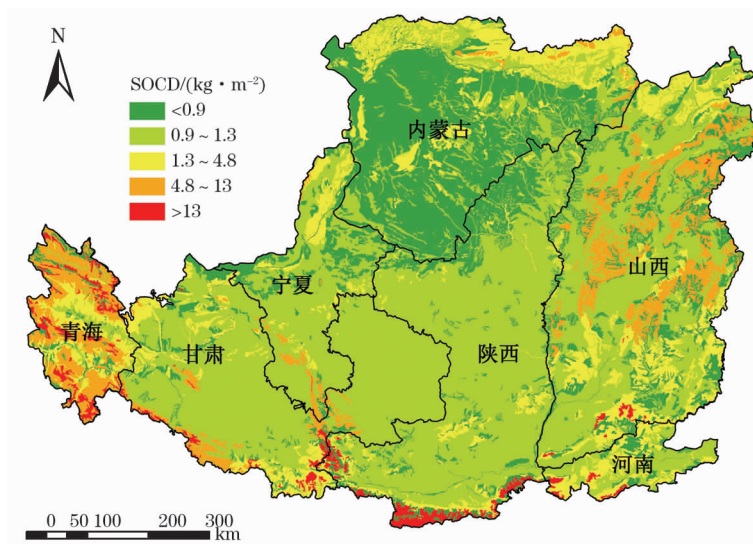 N
SOCD/(kg·m⁻²)
<0.9
0.9~1.3
1.3~4.8
4.8~13
>13
内蒙古
山西
宁夏
青海
甘肃
陕西
河南
0 50 100 200 300
km